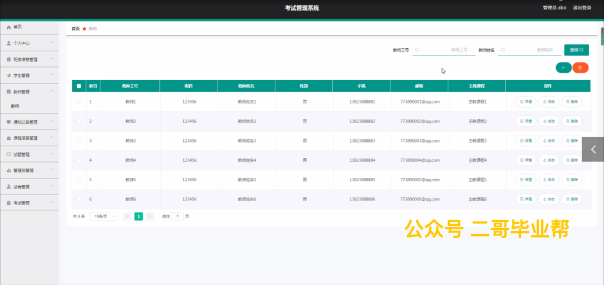 考试管理系统
管理员 abo 退出登录
首页
个人中心
班级信息管理
学生管理
教师管理
教师
通知公告管理
课程信息管理
试题管理
管理员管理
试卷管理
考试管理
首页 教师
教师工号 教师工号 教师姓名 教师姓名 查询
索引 教师工号 密码 教师姓名 性别 手机 邮箱 主教课程 操作
1 教师1 123456 教师姓名1 男 13823888881 773890001@qq.com 主教课程1 详情 修改 删除
2 教师2 123456 教师姓名2 男 13823888882 773890002@qq.com 主教课程2 详情 修改 删除
3 教师3 123456 教师姓名3 男 13823888883 773890003@qq.com 主教课程3 详情 修改 删除
4 教师4 123456 教师姓名4 男 13823888884 773890004@qq.com 主教课程4 详情 修改 删除
5 教师5 123456 教师姓名5 男 13823888885 773890005@qq.com 主教课程5 详情 修改 删除
6 教师6 123456 教师姓名6 男 13823888886 773890006@qq.com 主教课程6 详情 修改 删除
共 6 条 10条/页 1 前往 1 页
公众号 二哥毕业帮